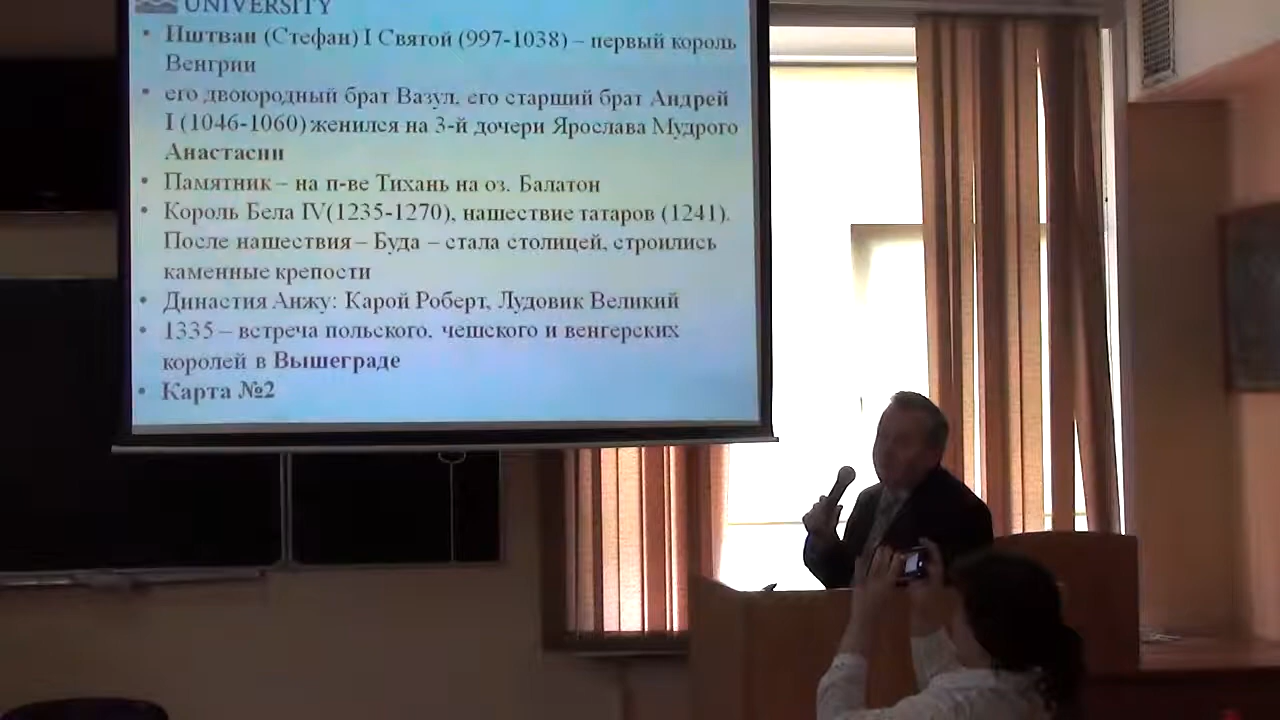 UNIVERSITY
• Иштван (Стефан) I Святой (997-1038) – первый король
Венгрии
• его двоюродный брат Вазул, его старший брат Андрей
I (1046-1060) женился на 3-й дочери Ярослава Мудрого
Анастасии
• Памятник – на п-ве Тихань на оз. Балатон
• Король Бела IV(1235-1270), нашествие татаров (1241).
После нашествия – Буда – стала столицей, строились
каменные крепости
• Династия Анжу: Карой Роберт, Лудовик Великий
• 1335 – встреча польского, чешского и венгерских
королей в Вышеграде
• Карта №2